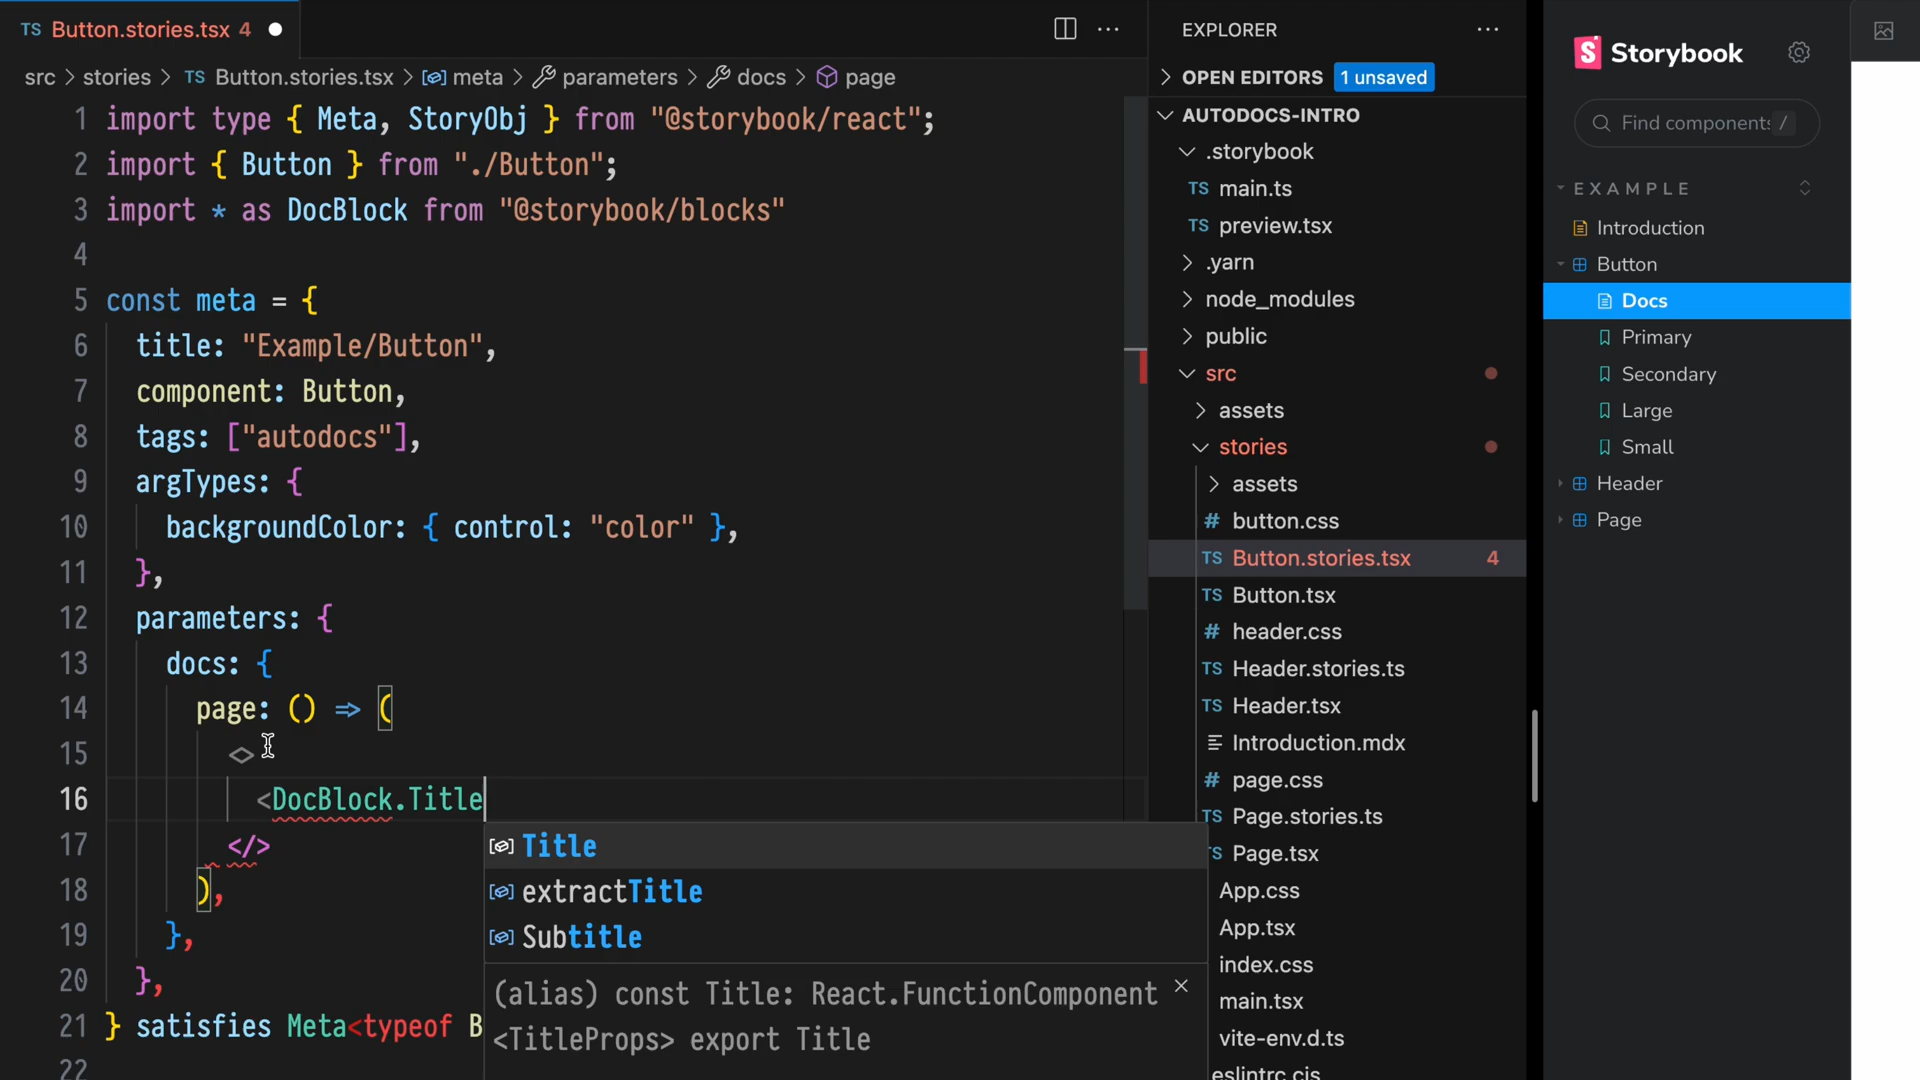 TS Button.stories.tsx 4
src > stories > TS Button.stories.tsx > meta > parameters > docs > page
1 import type { Meta, StoryObj } from "@storybook/react";
2 import { Button } from "./Button";
3 import * as DocBlock from "@storybook/blocks"
4
5 const meta = {
6 title: "Example/Button",
7 component: Button,
8 tags: ["autodocs"],
9 argTypes: {
10 backgroundColor: { control: "color" },
11 },
12 parameters: {
13 docs: {
14 page: () => (
15 <>
16 <DocBlock.Title
17 </>
18 ),
19 },
20 },
21 } satisfies Meta<typeof B
22
Title
extractTitle
Subtitle
(alias) const Title: React.FunctionComponent
<TitleProps> export Title
EXPLORER
OPEN EDITORS 1 unsaved
AUTODOCS-INTRO
.storybook
TS main.ts
TS preview.tsx
.yarn
node_modules
public
src
assets
stories
assets
# button.css
TS Button.stories.tsx 4
TS Button.tsx
# header.css
TS Header.stories.ts
TS Header.tsx
Introduction.mdx
# page.css
TS Page.stories.ts
TS Page.tsx
App.css
App.tsx
index.css
main.tsx
vite-env.d.ts
eslintrc.cjs
Storybook
Find components /
EXAMPLE
Introduction
Button
Docs
Primary
Secondary
Large
Small
Header
Page